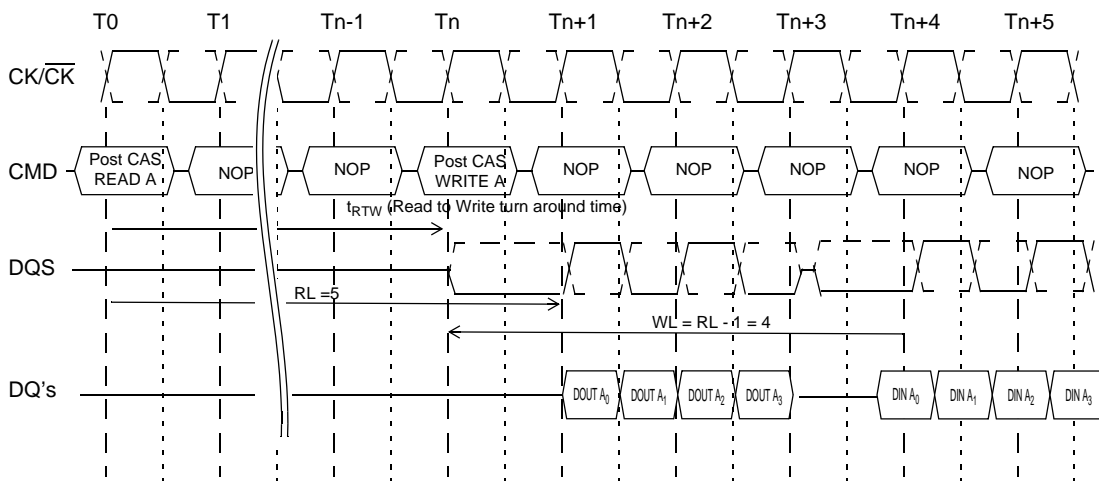 T0 T1 Tn-1 Tn Tn+1 Tn+2 Tn+3 Tn+4 Tn+5
CK/CK
CMD
Post CAS
READ A
NOP
NOP
Post CAS
WRITE A
NOP
NOP
NOP
NOP
NOP
tRTW (Read to Write turn around time)
DQS
RL =5
WL = RL - 1 = 4
DQ's
DOUT A0
DOUT A1
DOUT A2
DOUT A3
DIN A0
DIN A1
DIN A2
DIN A3